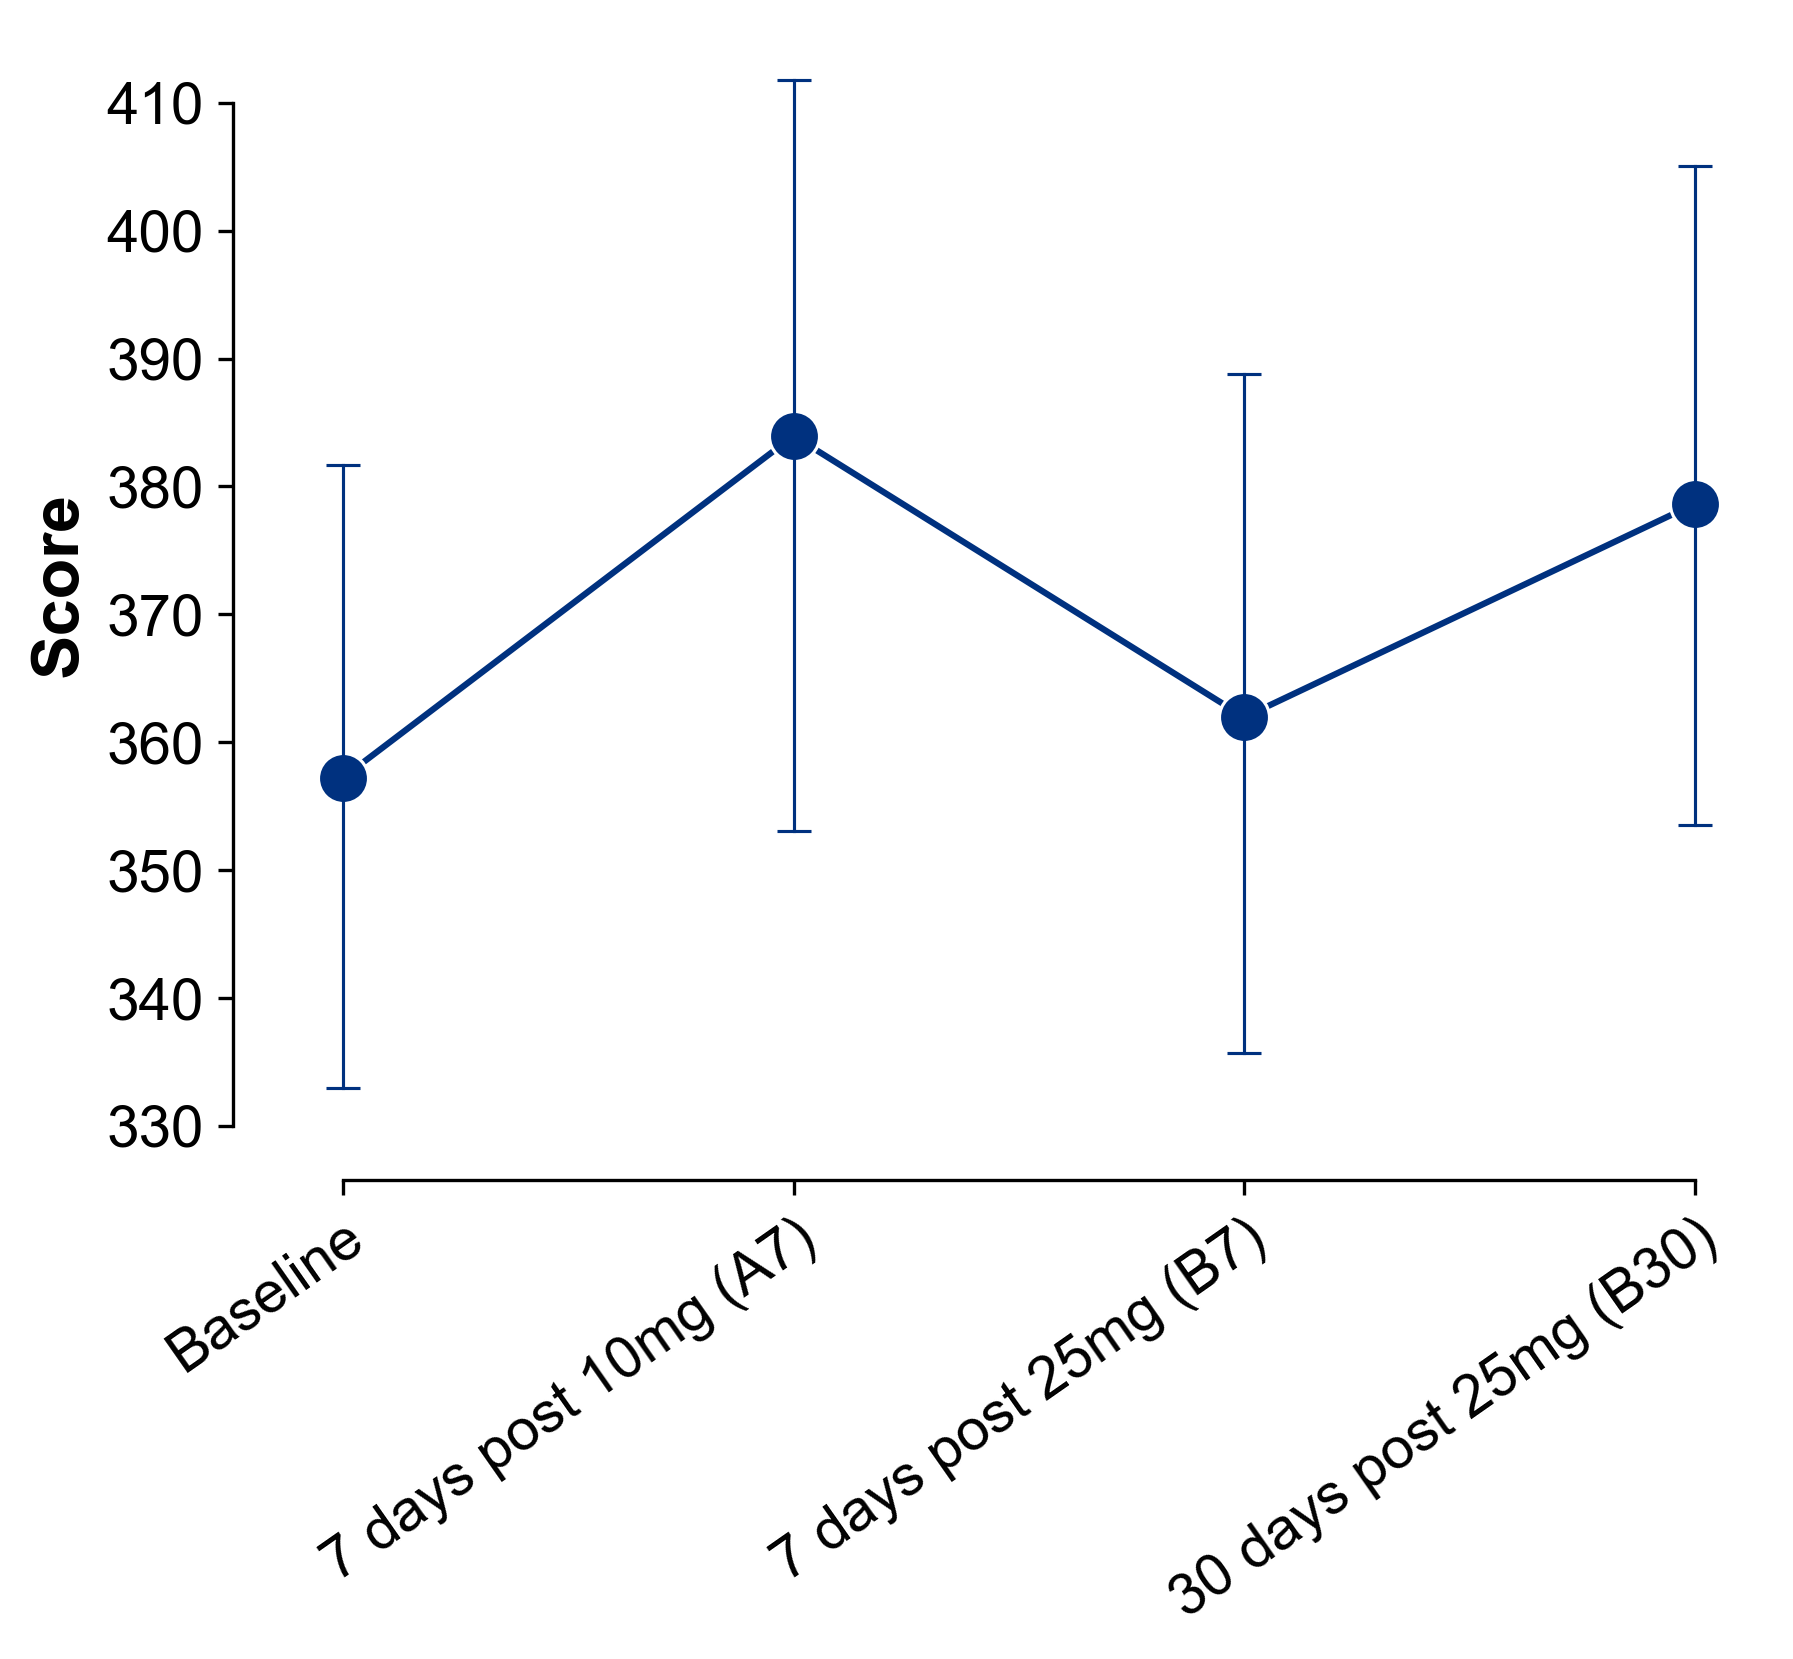 410
400
390
380
370
360
350
340
330
Score
Baseline
7 days post 10mg (A7)
7 days post 25mg (B7)
30 days post 25mg (B30)